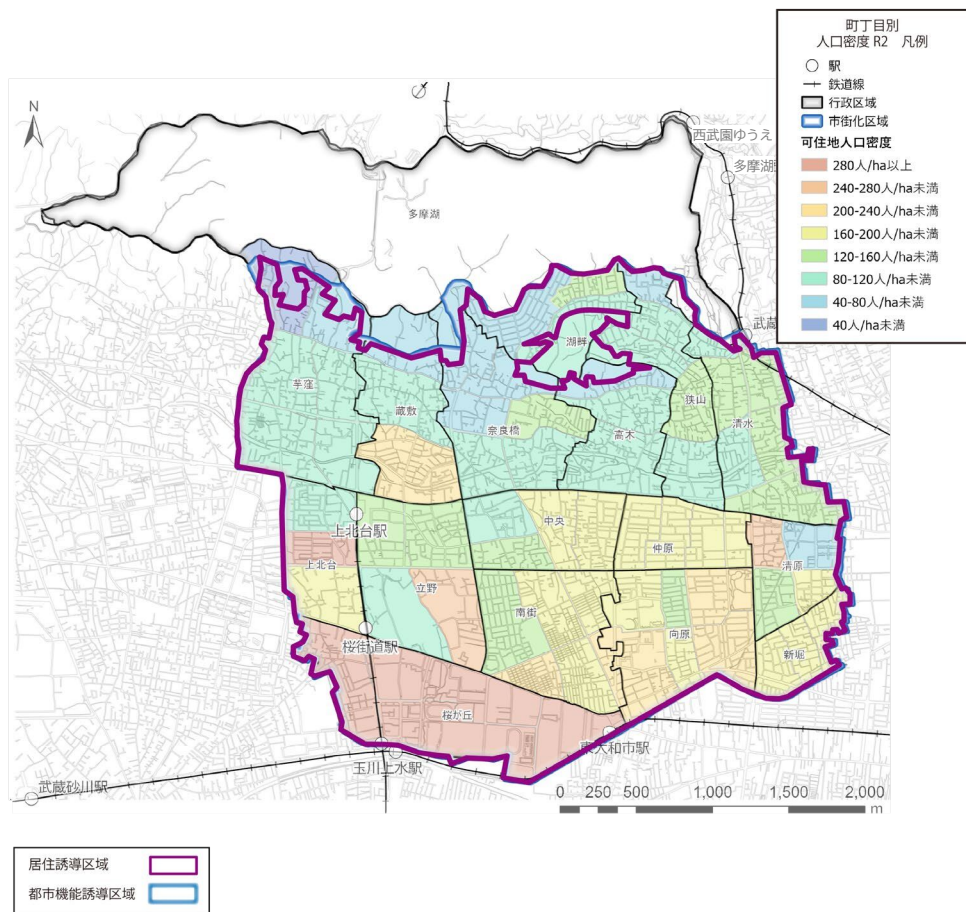 町丁目別
人口密度 R2 凡例
駅
鉄道線
行政区域
市街化区域
可住地人口密度
280人/ha以上
240-280人/ha未満
200-240人/ha未満
160-200人/ha未満
120-160人/ha未満
80-120人/ha未満
40-80人/ha未満
40人/ha未満
N
西武園ゆうえ
多摩湖
多摩湖
武蔵
湖畔
芋窪
蔵敷
奈良橋
高木
狭山
清水
上北台駅
中央
仲原
上北台
立野
清原
南街
向原
桜街道駅
新堀
桜が丘
東大和市駅
玉川上水駅
武蔵砂川駅
0 250 500 1,000 1,500 2,000
m
居住誘導区域
都市機能誘導区域